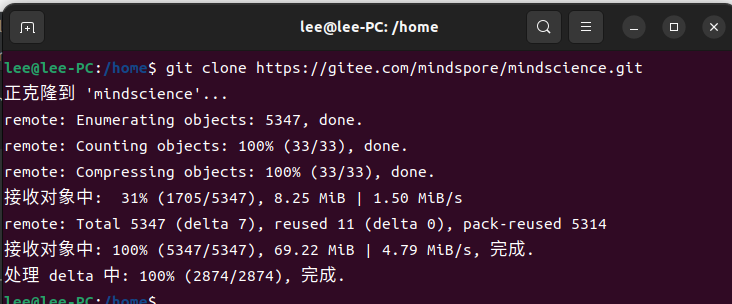 lee@lee-PC: /home
lee@lee-PC:/home$ git clone https://gitee.com/mindspore/mindscience.git
正克隆到 'mindscience'...
remote: Enumerating objects: 5347, done.
remote: Counting objects: 100% (33/33), done.
remote: Compressing objects: 100% (33/33), done.
接收对象中:  31% (1705/5347), 8.25 MiB | 1.50 MiB/s
remote: Total 5347 (delta 7), reused 11 (delta 0), pack-reused 5314
接收对象中: 100% (5347/5347), 69.22 MiB | 4.79 MiB/s, 完成.
处理 delta 中: 100% (2874/2874), 完成.
lee@lee-PC:/home$